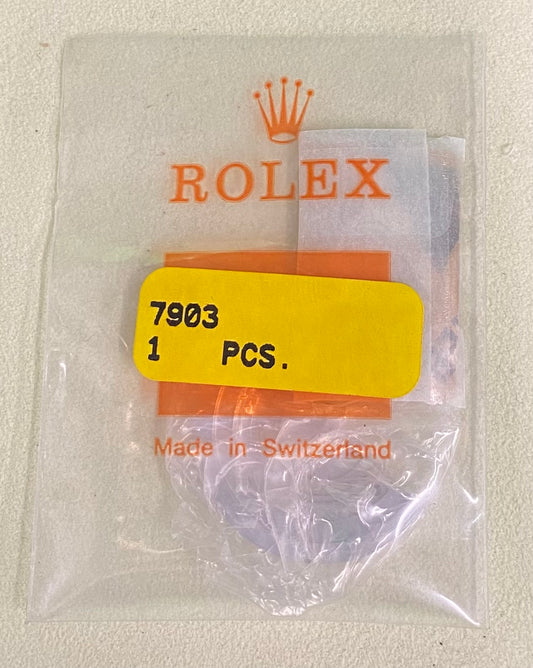 ROLEX
7903
1 PCS.
Made in Switzerland